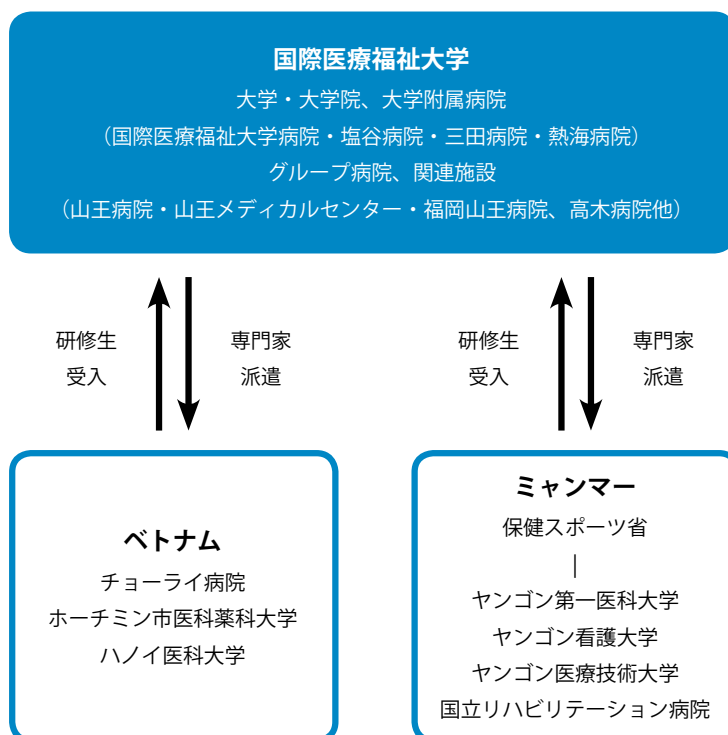 国際医療福祉大学
大学・大学院、大学附属病院
（国際医療福祉大学病院・塩谷病院・三田病院・熱海病院）
グループ病院、関連施設
（山王病院・山王メディカルセンター・福岡山王病院、高木病院他）
研修生
受入
専門家
派遣
研修生
受入
専門家
派遣
ベトナム
チョーライ病院
ホーチミン市医科薬科大学
ハノイ医科大学
ミャンマー
保健スポーツ省
｜
ヤンゴン第一医科大学
ヤンゴン看護大学
ヤンゴン医療技術大学
国立リハビリテーション病院